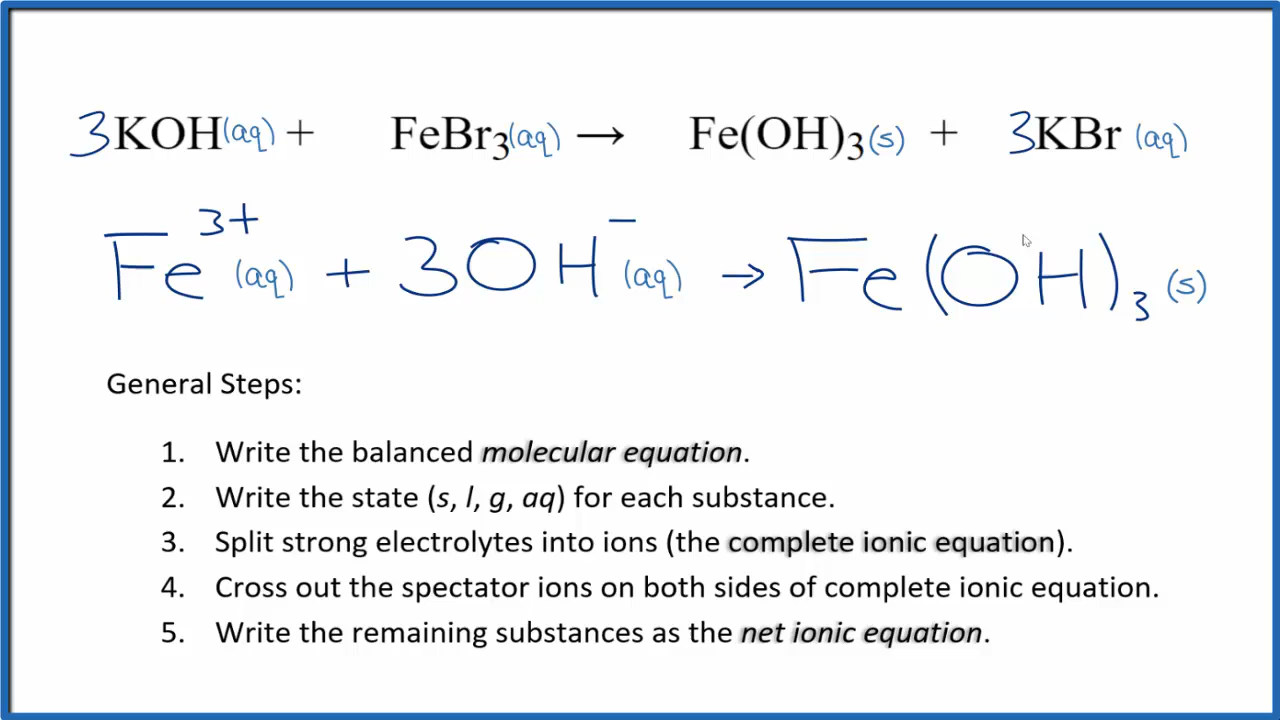 3KOH(aq) + FeBr₃(aq) → Fe(OH)₃(s) + 3KBr (aq)
Fe³⁺(aq) + 3OH⁻(aq) → Fe(OH)₃(s)
General Steps:
1. Write the balanced molecular equation.
2. Write the state (s, l, g, aq) for each substance.
3. Split strong electrolytes into ions (the complete ionic equation).
4. Cross out the spectator ions on both sides of complete ionic equation.
5. Write the remaining substances as the net ionic equation.